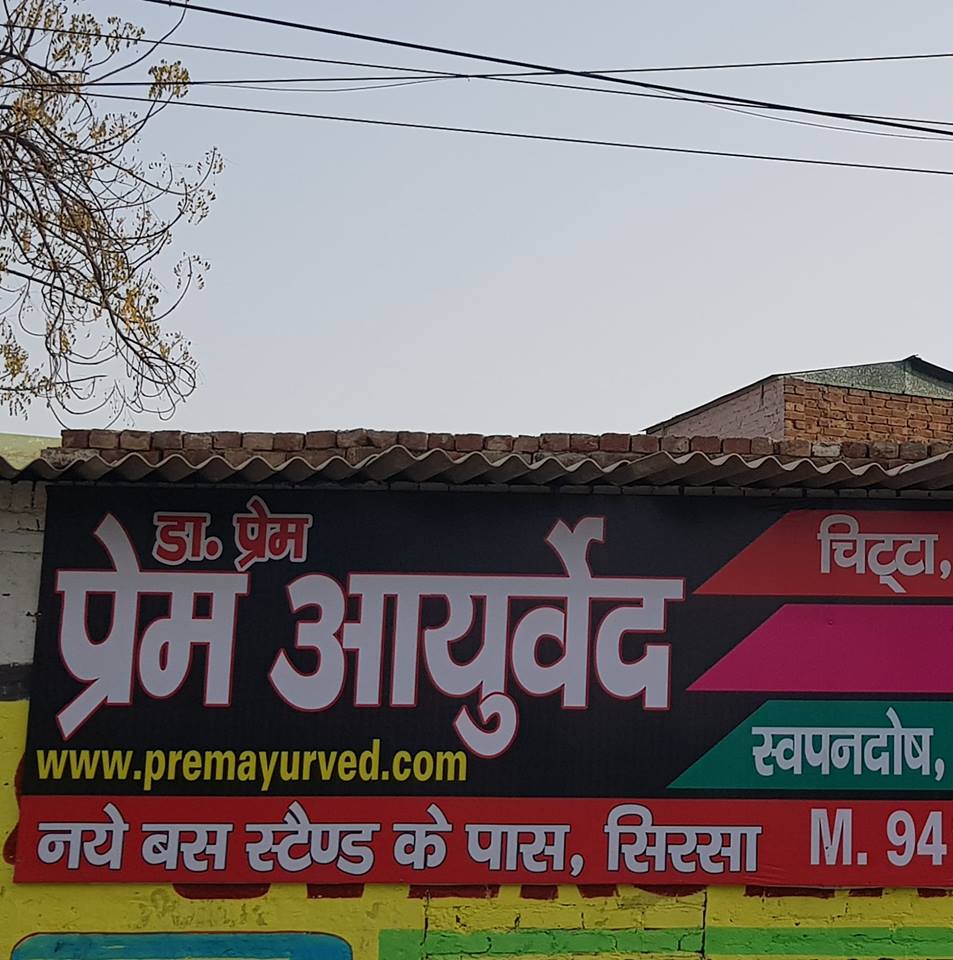 डा. प्रेम
प्रेम आयुर्वेद
www.premayurved.com
चिट्टा,
स्वपनदोष,
नये बस स्टैण्ड के पास, सिरसा M. 94